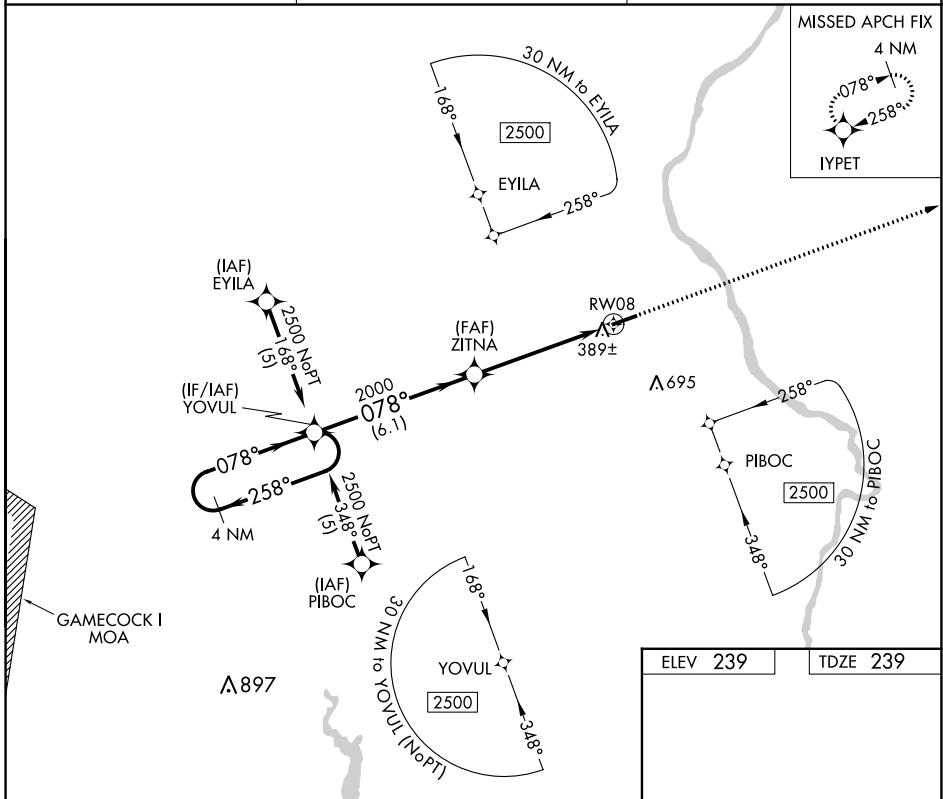 MISSED APCH FIX
4 NM
078°
258°
IYPET
30 NM to EYILA
168°
2500
EYILA
258°
(IAF)
EYILA
2500 NoPT
168°
(5)
RW08
389±
(FAF)
ZITNA
695
(IF/IAF)
YOVUL
2000
078°
(6.1)
258°
PIBOC
2500
348°
30 NM to PIBOC
078°
258°
4 NM
2500 NoPT
348°
(5)
(IAF)
PIBOC
GAMECOCK I
MOA
897
168°
YOVUL
2500
348°
30 NM to YOVUL (NoPT)
ELEV 239
TDZE 239